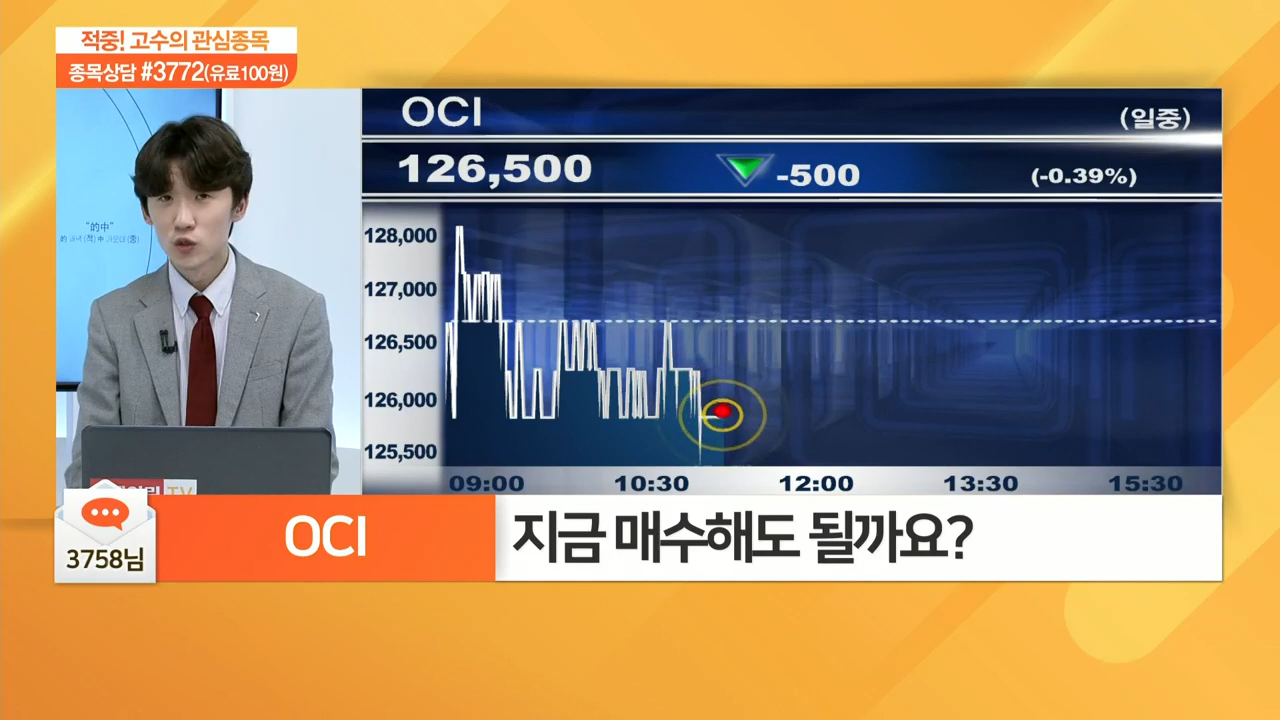 적중! 고수의 관심종목
종목상담 #3772(유료100원)
"的中"
OCI
(일중)
126,500 -500 (-0.39%)
128,000
127,000
126,500
126,000
125,500
09:00 10:30 12:00 13:30 15:30
TV
3758님
OCI
지금 매수해도 될까요?